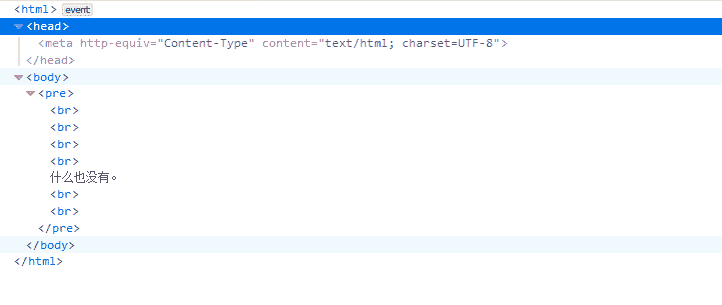 <html> event
<head>
<meta http-equiv="Content-Type" content="text/html; charset=UTF-8">
</head>
<body>
<pre>
<br>
<br>
<br>
<br>
什么也没有。
<br>
<br>
</pre>
</body>
</html>